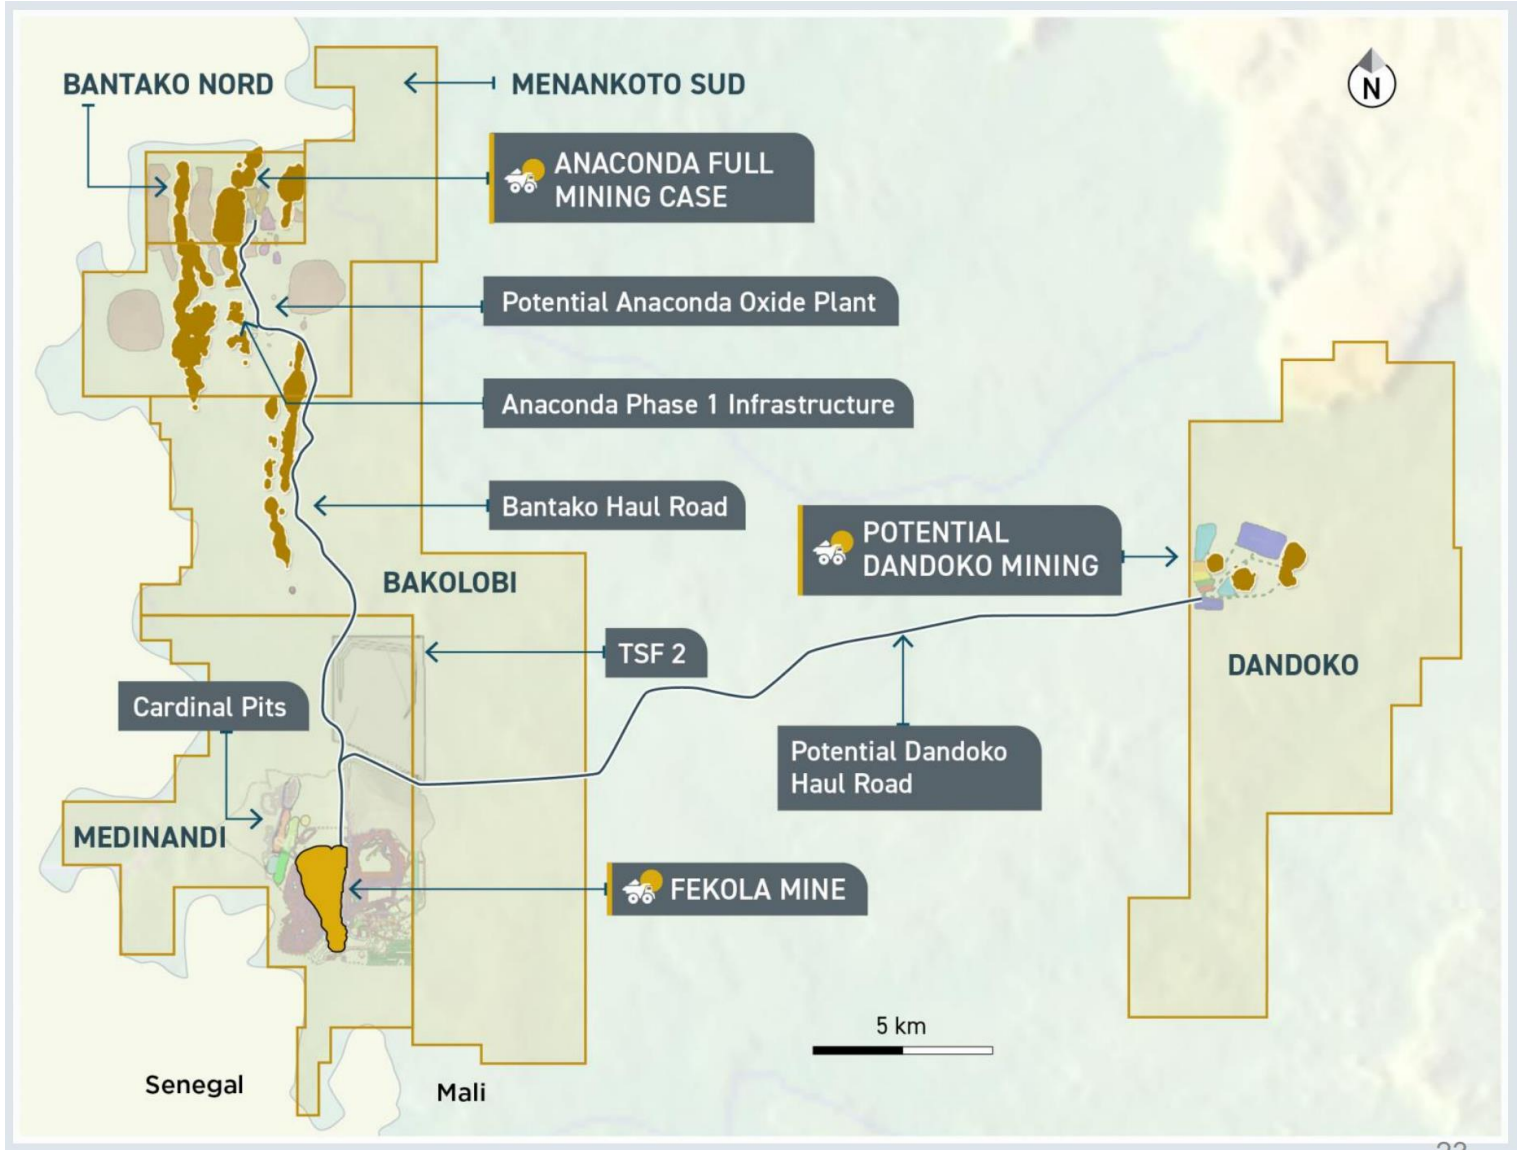 BANTAKO NORD
MENANKOTO SUD
N
ANACONDA FULL
MINING CASE
Potential Anaconda Oxide Plant
Anaconda Phase 1 Infrastructure
Bantako Haul Road
POTENTIAL
DANDOKO MINING
BAKOLOBI
TSF 2
DANDOKO
Cardinal Pits
Potential Dandoko
Haul Road
MEDINANDI
FEKOLA MINE
5 km
Senegal
Mali